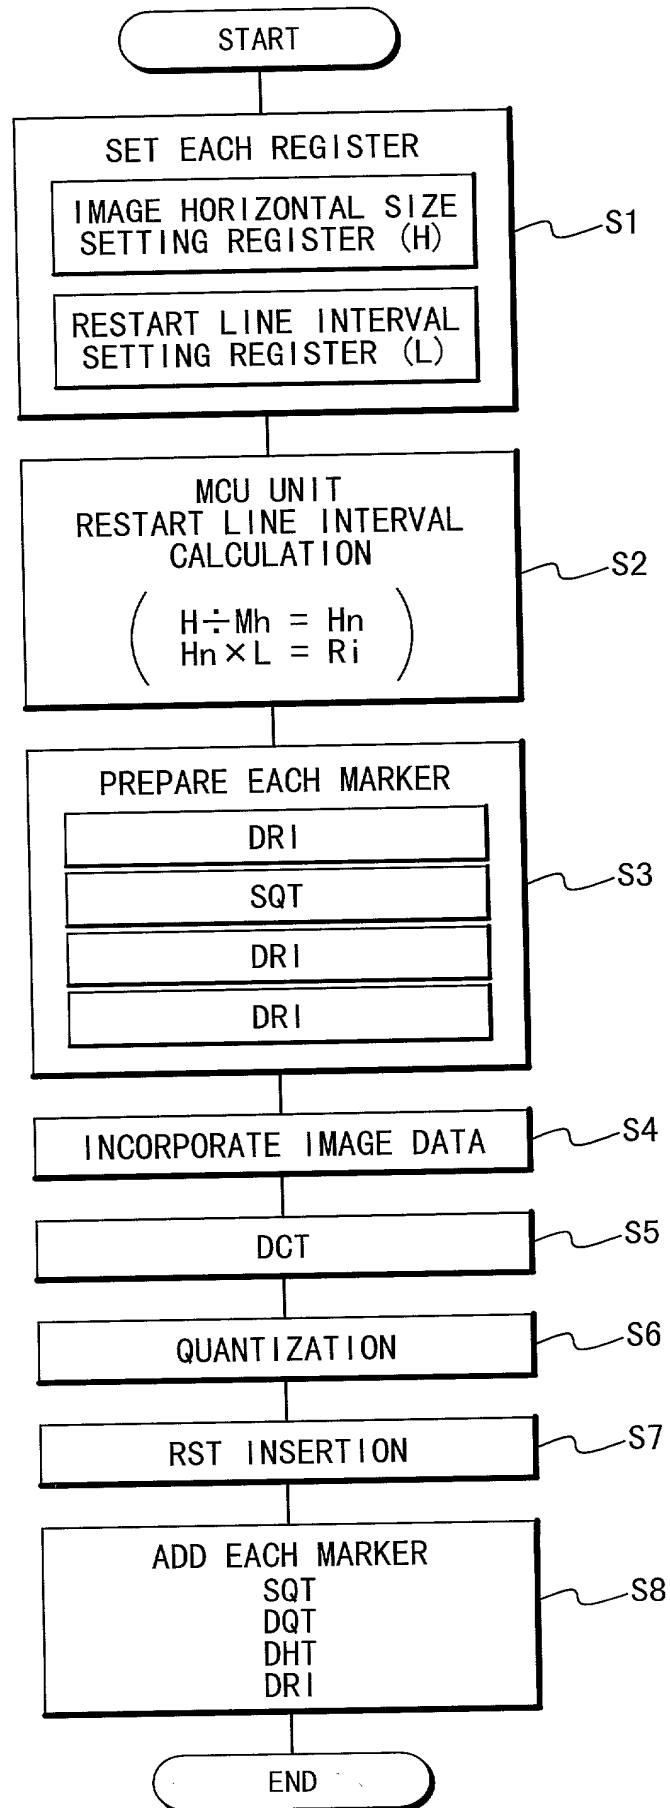 START
SET EACH REGISTER
IMAGE HORIZONTAL SIZE
SETTING REGISTER (H)
S1
RESTART LINE INTERVAL
SETTING REGISTER (L)
MCU UNIT
RESTART LINE INTERVAL
CALCULATION
S2
H÷Mh = Hn
Hn×L = Ri
PREPARE EACH MARKER
DRI
SQT
S3
DRI
DRI
INCORPORATE IMAGE DATA
S4
DCT
S5
QUANTIZATION
S6
RST INSERTION
S7
ADD EACH MARKER
SQT
S8
DQT
DHT
DRI
END